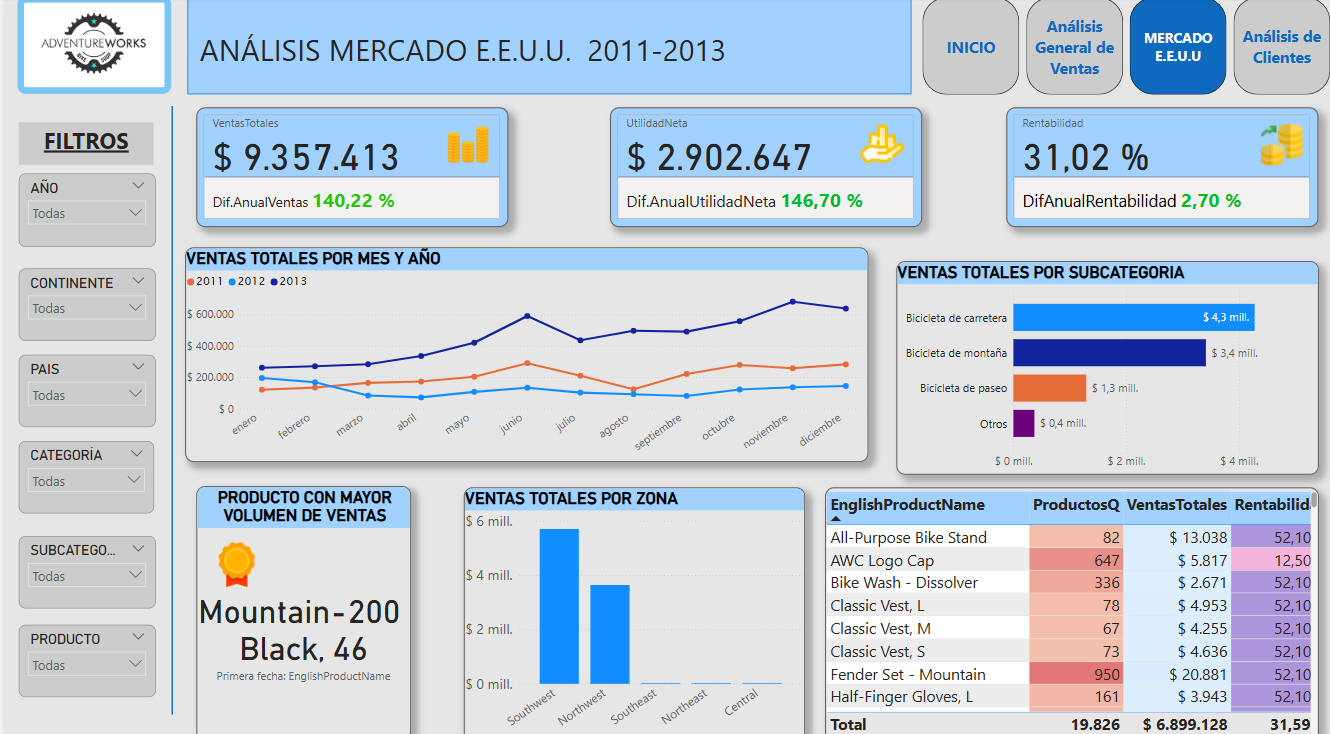 ADVENTUREWORKS
BIKE SHOP
ANÁLISIS MERCADO E.E.U.U. 2011-2013
INICIO
Análisis
General de
Ventas
MERCADO
E.E.U.U
Análisis de
Clientes
FILTROS
AÑO
Todas
CONTINENTE
Todas
PAIS
Todas
CATEGORÍA
Todas
SUBCATEGO...
Todas
PRODUCTO
Todas
VentasTotales
$ 9.357.413
Dif.AnualVentas 140,22 %
UtilidadNeta
$ 2.902.647
Dif.AnualUtilidadNeta 146,70 %
Rentabilidad
31,02 %
DifAnualRentabilidad 2,70 %
VENTAS TOTALES POR MES Y AÑO
2011 2012 2013
$ 600.000
$ 400.000
$ 200.000
$ 0
enero febrero marzo abril mayo junio julio agosto septiembre octubre noviembre diciembre
VENTAS TOTALES POR SUBCATEGORIA
Bicicleta de carretera $ 4,3 mill.
Bicicleta de montaña $ 3,4 mill.
Bicicleta de paseo $ 1,3 mill.
Otros $ 0,4 mill.
$ 0 mill. $ 2 mill. $ 4 mill.
PRODUCTO CON MAYOR
VOLUMEN DE VENTAS
Mountain-200
Black, 46
Primera fecha: EnglishProductName
VENTAS TOTALES POR ZONA
$ 6 mill.
$ 4 mill.
$ 2 mill.
$ 0 mill.
Southwest Northwest Southeast Northeast Central
EnglishProductName ProductosQ VentasTotales Rentabilid
All-Purpose Bike Stand 82 $ 13.038 52,10
AWC Logo Cap 647 $ 5.817 12,50
Bike Wash - Dissolver 336 $ 2.671 52,10
Classic Vest, L 78 $ 4.953 52,10
Classic Vest, M 67 $ 4.255 52,10
Classic Vest, S 73 $ 4.636 52,10
Fender Set - Mountain 950 $ 20.881 52,10
Half-Finger Gloves, L 161 $ 3.943 52,10
Total 19.826 $ 6.899.128 31,59